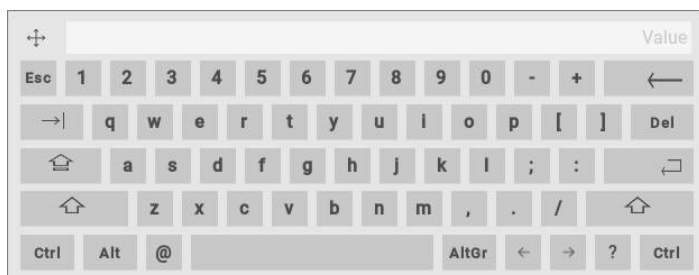 Value
Esc 1 2 3 4 5 6 7 8 9 0 - + ←
→| q w e r t y u i o p [ ] Del
a s d f g h j k l ; :
z x c v b n m , . /
Ctrl Alt @ AltGr ← → ? Ctrl